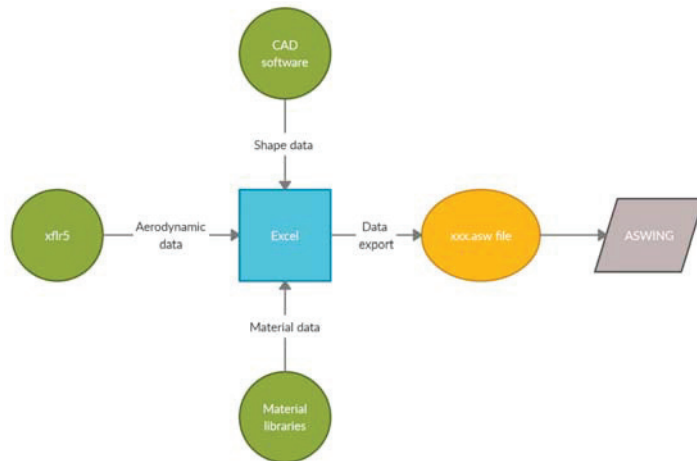 CAD
software
Shape data
xflr5
Aerodynamic
data
Excel
Data
export
xxx.asw file
ASWING
Material data
Material
libraries